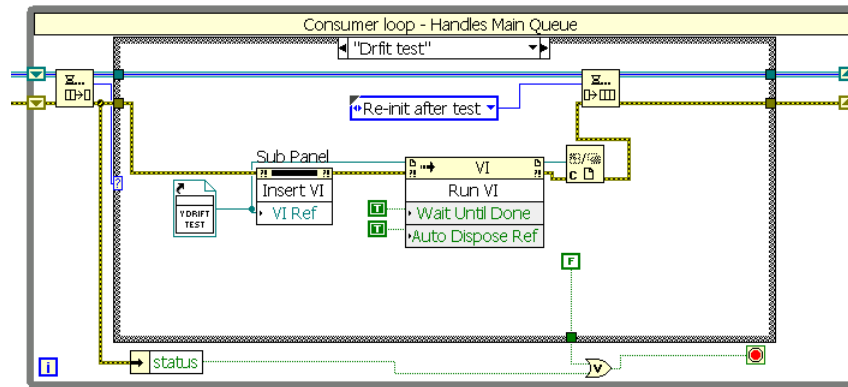 Consumer loop - Handles Main Queue
"Drfit test"
Re-init after test
Sub Panel
VI
Insert VI
Run VI
VI Ref
Wait Until Done
Auto Dispose Ref
YDRIFT
TEST
T
T
F
?
C
i
status
V